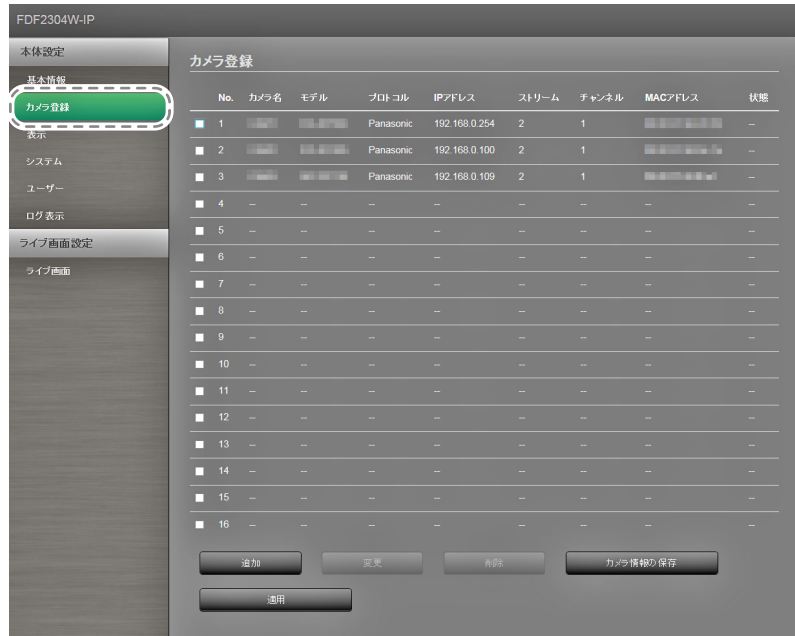 FDF2304W-IP
本体設定
基本情報
カメラ登録
表示
システム
ユーザー
ログ表示
ライブ画面設定
ライブ画面
カメラ登録
No. カメラ名 モデル プロトコル IPアドレス ストリーム チャンネル MACアドレス 状態
1 Panasonic 192.168.0.254 2 1 --
2 Panasonic 192.168.0.100 2 1 --
3 Panasonic 192.168.0.109 2 1 --
4 -- -- -- -- -- -- -- --
5 -- -- -- -- -- -- -- --
6 -- -- -- -- -- -- -- --
7 -- -- -- -- -- -- -- --
8 -- -- -- -- -- -- -- --
9 -- -- -- -- -- -- -- --
10 -- -- -- -- -- -- -- --
11 -- -- -- -- -- -- -- --
12 -- -- -- -- -- -- -- --
13 -- -- -- -- -- -- -- --
14 -- -- -- -- -- -- -- --
15 -- -- -- -- -- -- -- --
16 -- -- -- -- -- -- -- --
追加 変更 削除 カメラ情報の保存
適用